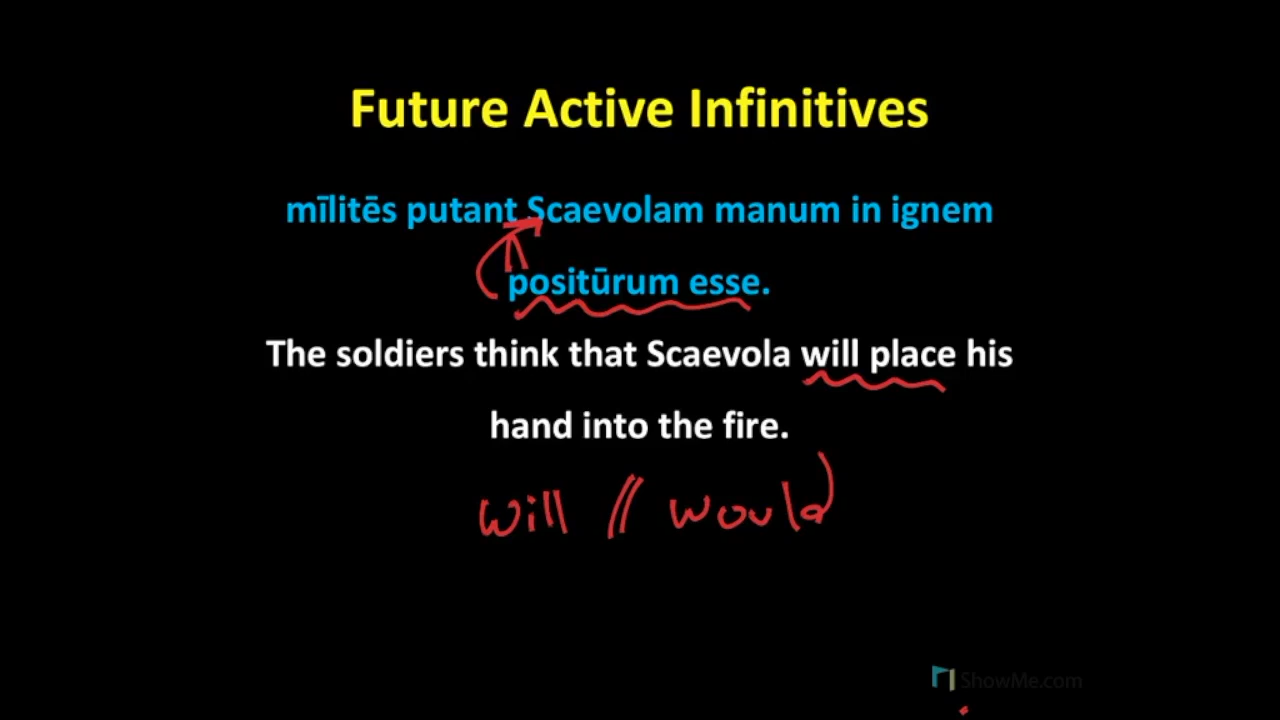 Future Active Infinitives
mīlitēs putant Scaevolam manum in ignem
positūrum esse.
The soldiers think that Scaevola will place his
hand into the fire.
will // would
ShowMe.com